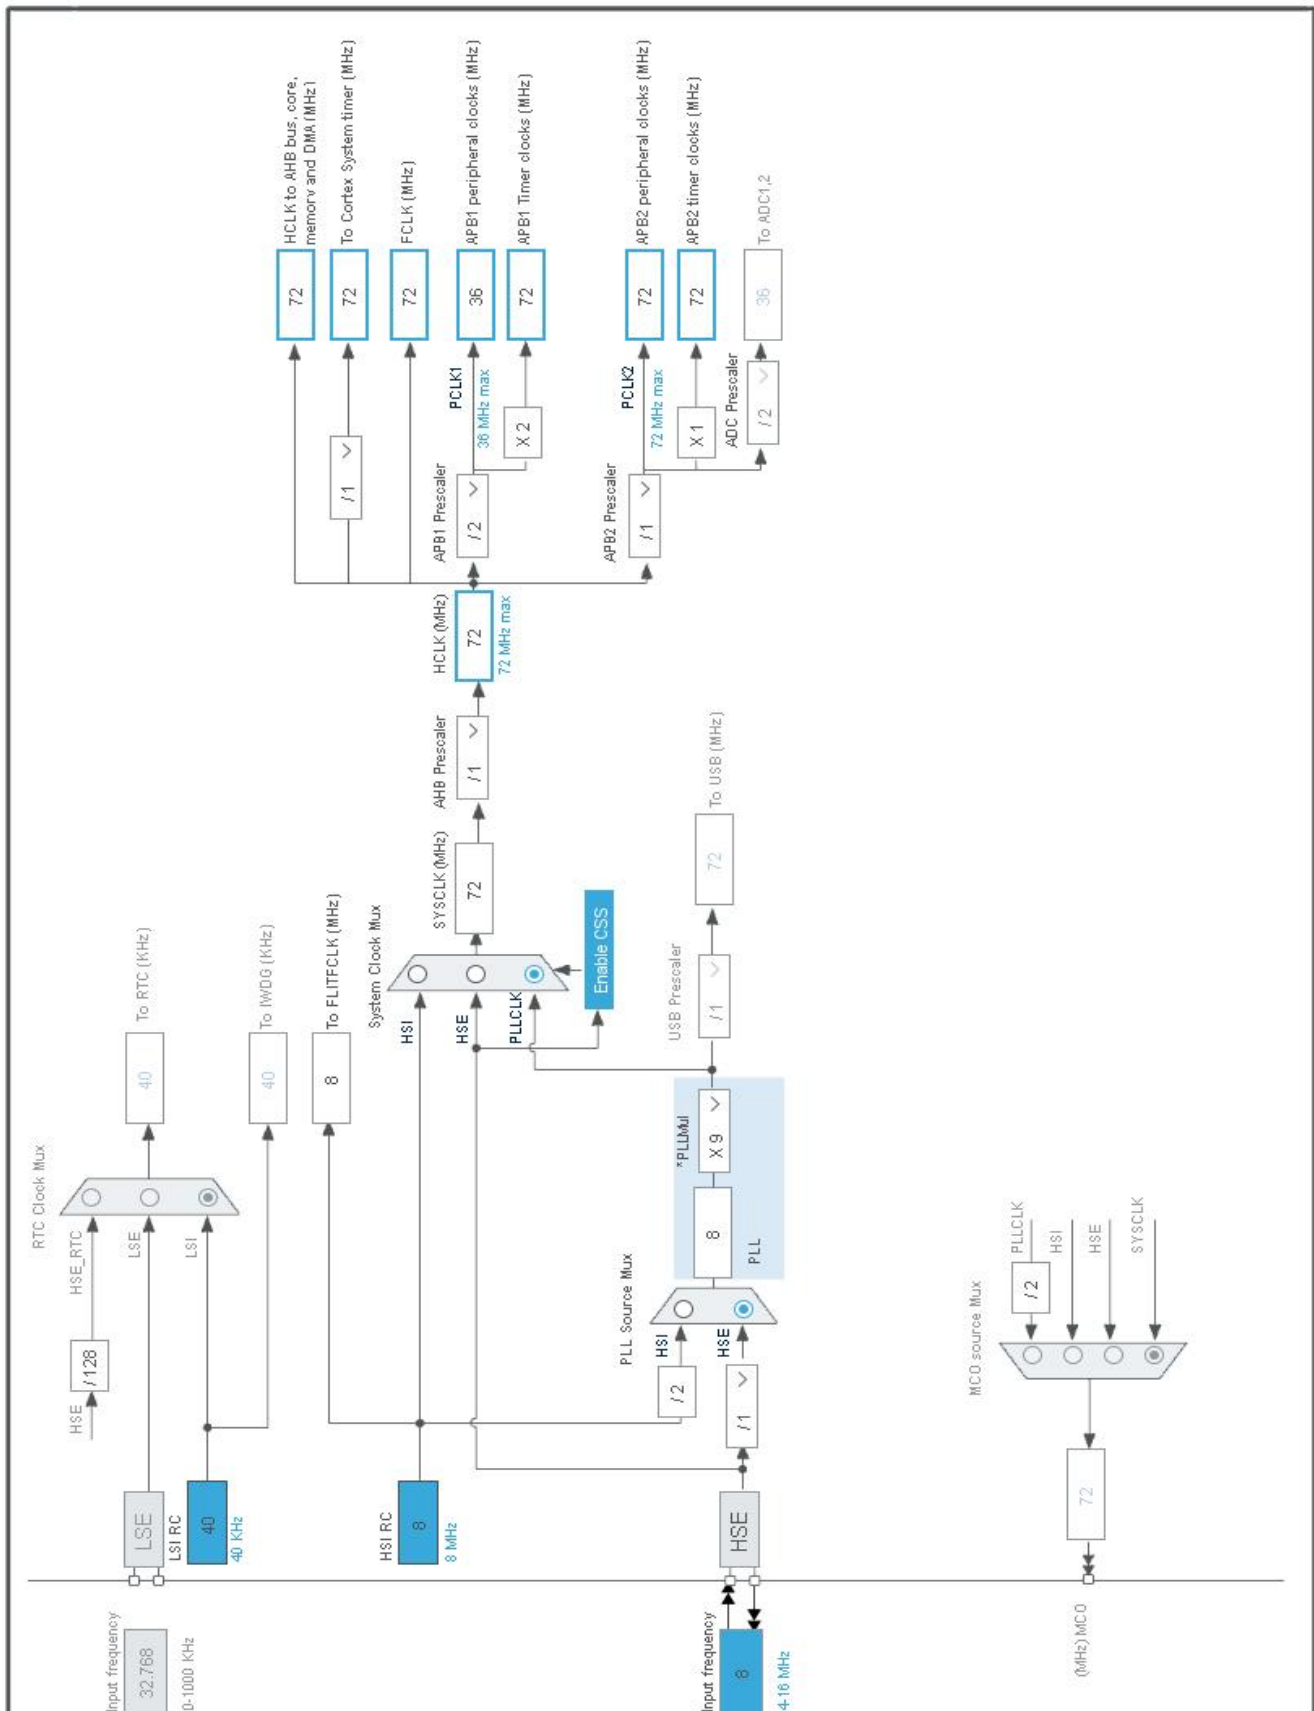 RTC Clock Mux
HSE
/ 128
HSE_RTC
LSE
LSI
40
To RTC (KHz)
40
To IWDG (KHz)
Input frequency
32.768
0-1000 KHz
LSE
LSI RC
40
40 KHz
HSI RC
8
8 MHz
8
To FLITFCLK (MHz)
System Clock Mux
HSI
HSE
PLLCLK
Enable CSS
SYSCLK (MHz)
72
AHB Prescaler
/ 1
HCLK (MHz)
72
72 MHz max
72
HCLK to AHB bus, core,
memory and DMA (MHz)
/ 1
72
To Cortex System timer (MHz)
72
FCLK (MHz)
APB1 Prescaler
/ 2
PCLK1
36 MHz max
36
APB1 peripheral clocks (MHz)
X 2
72
APB1 Timer clocks (MHz)
APB2 Prescaler
/ 1
PCLK2
72 MHz max
72
APB2 peripheral clocks (MHz)
X 1
72
APB2 timer clocks (MHz)
ADC Prescaler
/ 2
36
To ADC1,2
Input frequency
8
4-16 MHz
HSE
/ 2
/ 1
PLL Source Mux
HSI
HSE
8
PLL
*PLLMul
X 9
USB Prescaler
/ 1
72
To USB (MHz)
MCO source Mux
/ 2
PLLCLK
HSI
HSE
SYSCLK
72
(MHz) MCO